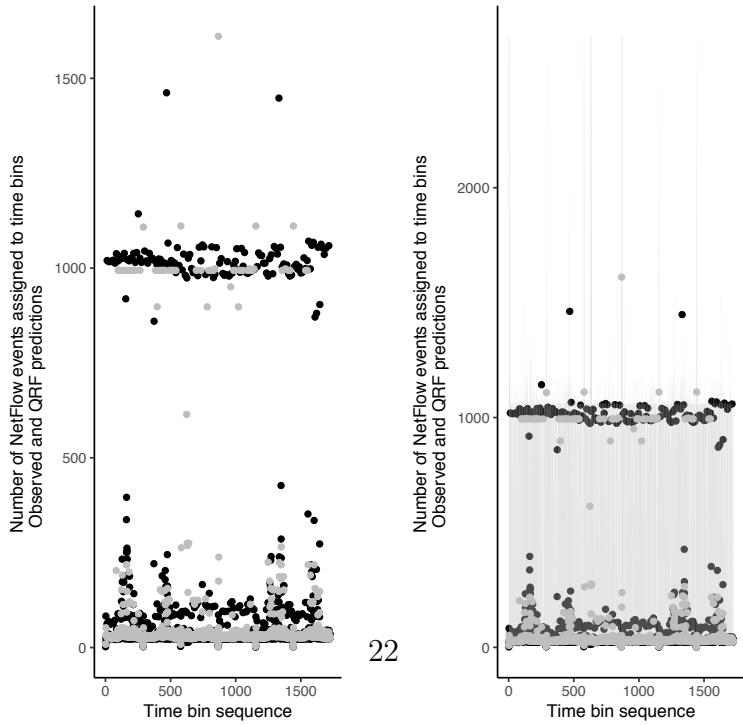 Number of NetFlow events assigned to time bins
Observed and QRF predictions
1500
1000
500
0
0 500 1000 1500
Time bin sequence
22
Number of NetFlow events assigned to time bins
Observed and QRF predictions
2000
1000
0
0 500 1000 1500
Time bin sequence